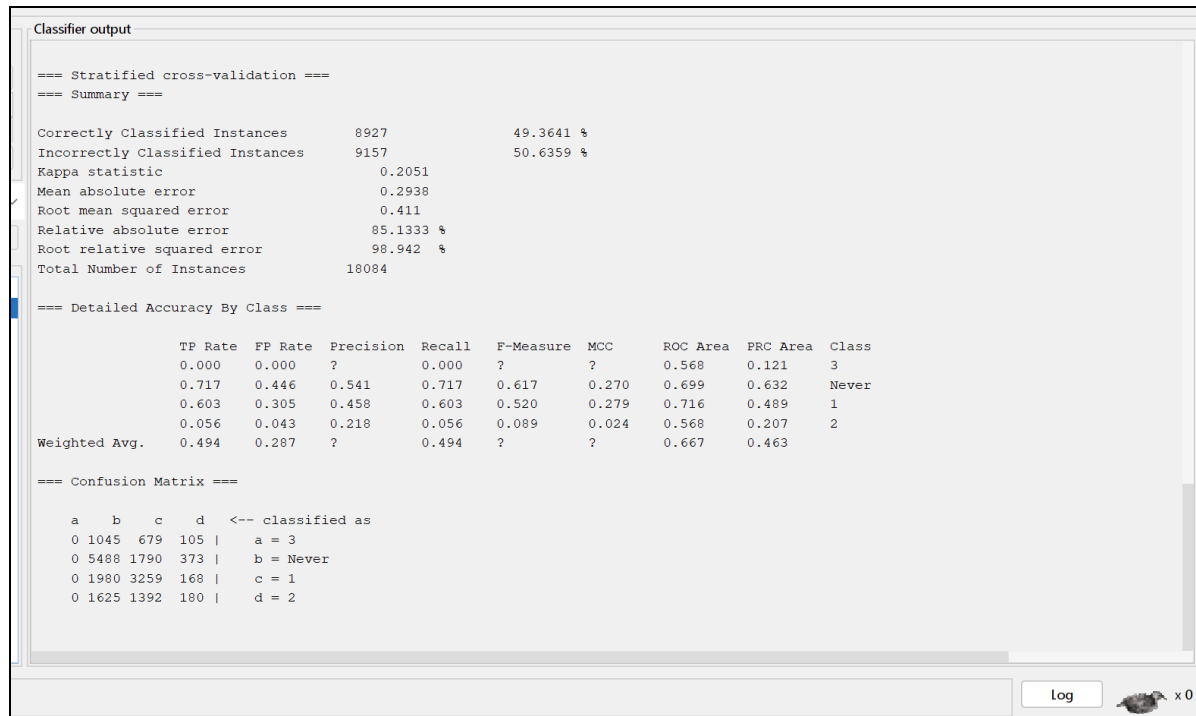 Classifier output
=== Stratified cross-validation ===
=== Summary ===
Correctly Classified Instances 8927 49.3641 %
Incorrectly Classified Instances 9157 50.6359 %
Kappa statistic 0.2051
Mean absolute error 0.2938
Root mean squared error 0.411
Relative absolute error 85.1333 %
Root relative squared error 98.942 %
Total Number of Instances 18084
=== Detailed Accuracy By Class ===
TP Rate FP Rate Precision Recall F-Measure MCC ROC Area PRC Area Class
0.000 0.000 ? 0.000 ? ? 0.568 0.121 3
0.717 0.446 0.541 0.717 0.617 0.270 0.699 0.632 Never
0.603 0.305 0.458 0.603 0.520 0.279 0.716 0.489 1
0.056 0.043 0.218 0.056 0.089 0.024 0.568 0.207 2
Weighted Avg. 0.494 0.287 ? 0.494 ? ? 0.667 0.463
=== Confusion Matrix ===
a b c d <-- classified as
0 1045 679 105 | a = 3
0 5488 1790 373 | b = Never
0 1980 3259 168 | c = 1
0 1625 1392 180 | d = 2
Log x 0